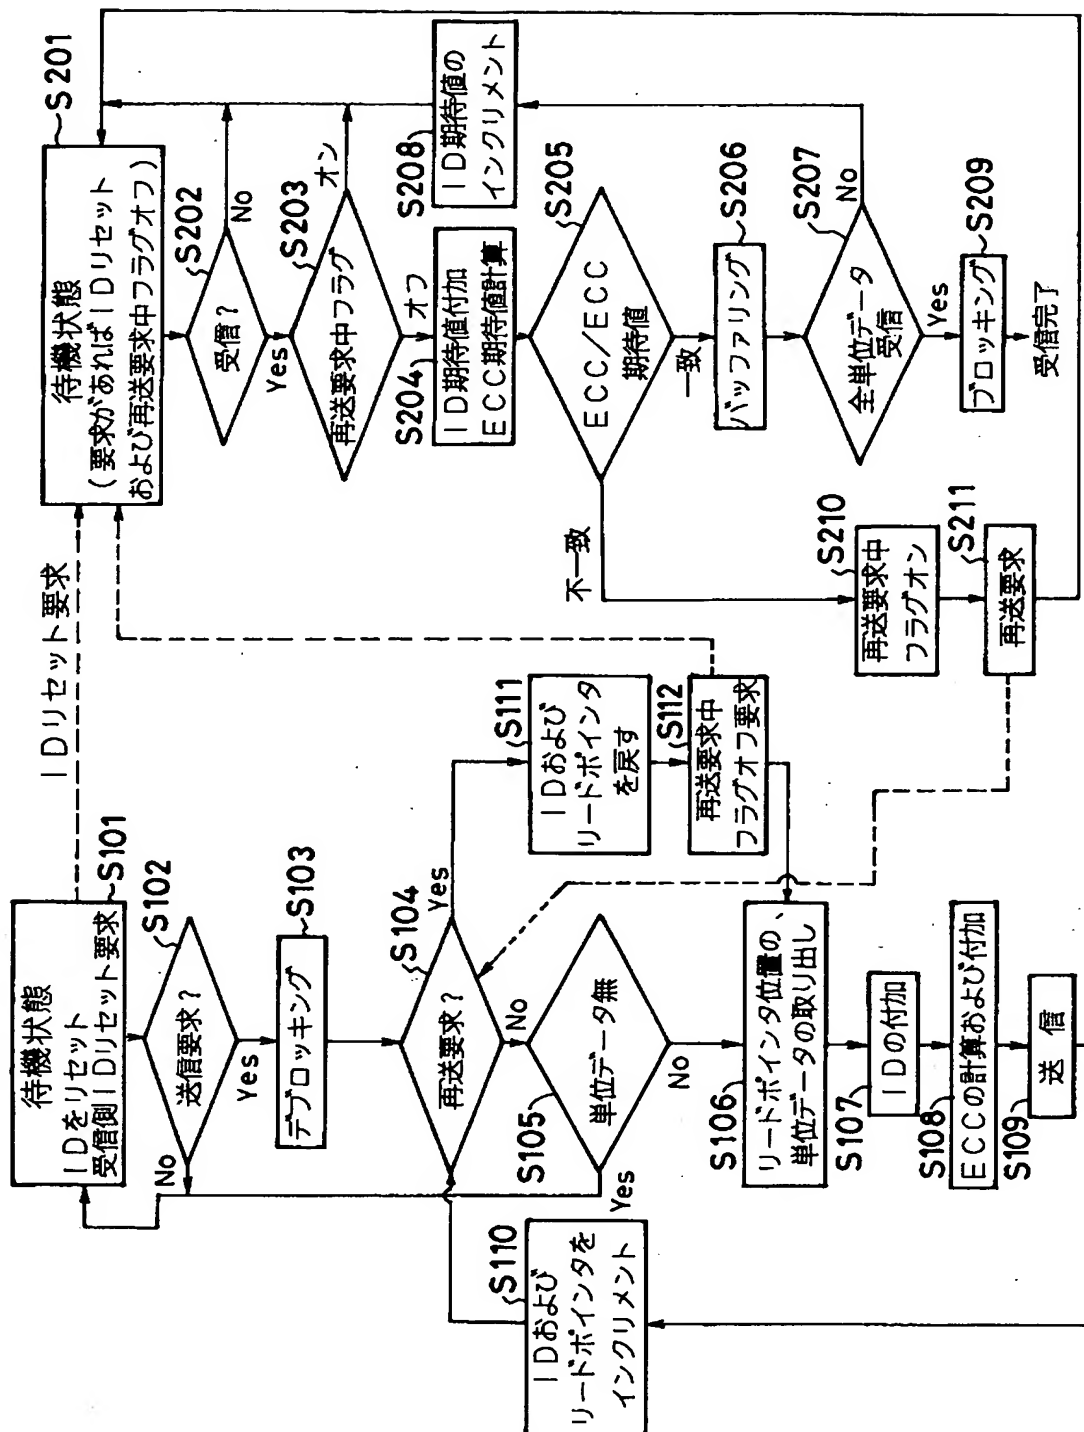 S101
待機状態
IDをリセット
受信側IDリセット要求
IDリセット要求
S102
送信要求?
No
Yes
S103
デブロッキング
S104
再送要求?
Yes
No
S105
単位データ無
Yes
No
S106
リードポインタ位置の、
単位データの取り出し
S107
IDの付加
S108
ECCの計算および付加
S109
送信
S110
IDおよび
リードポインタを
インクリメント
S111
IDおよび
リードポインタ
を戻す
S112
再送要求中
フラグオフ要求
S201
待機状態
(要求があればIDリセット
および再送要求中フラグオフ)
S202
受信?
No
Yes
S203
再送要求中フラグ
オン
オフ
S204
ID期待値付加
ECC期待値計算
S205
ECC/ECC
期待値
不一致
一致
S206
バッファリング
S207
全単位データ
受信
No
Yes
S208
ID期待値の
インクリメント
S209
ブロッキング
受信完了
S210
再送要求中
フラグオン
S211
再送要求